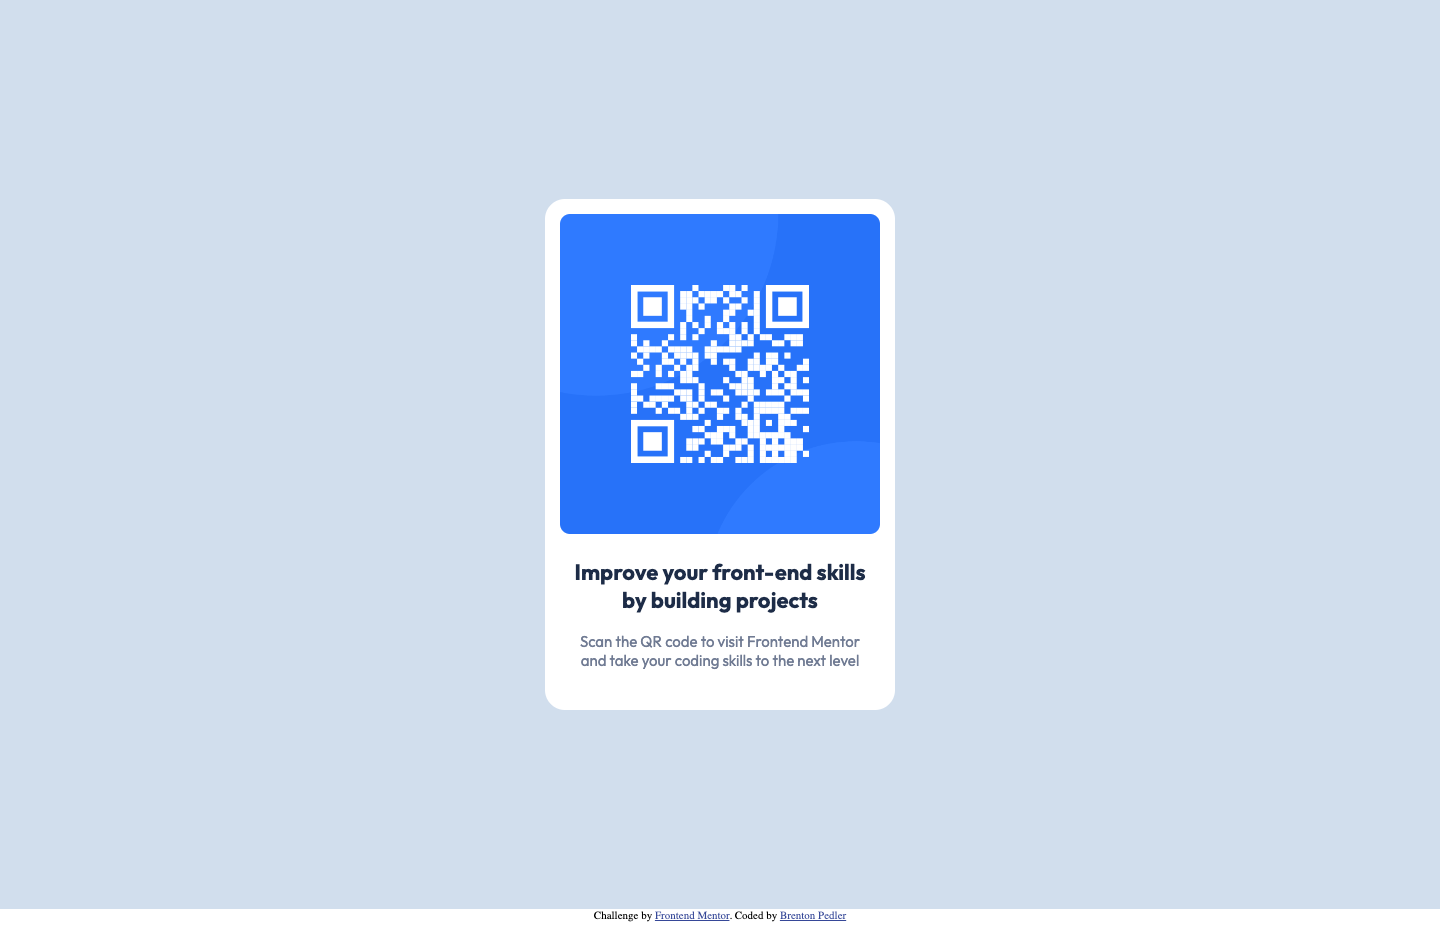 Improve your front-end skills
by building projects
Scan the QR code to visit Frontend Mentor
and take your coding skills to the next level
Challenge by Frontend Mentor. Coded by Brenton Pedler